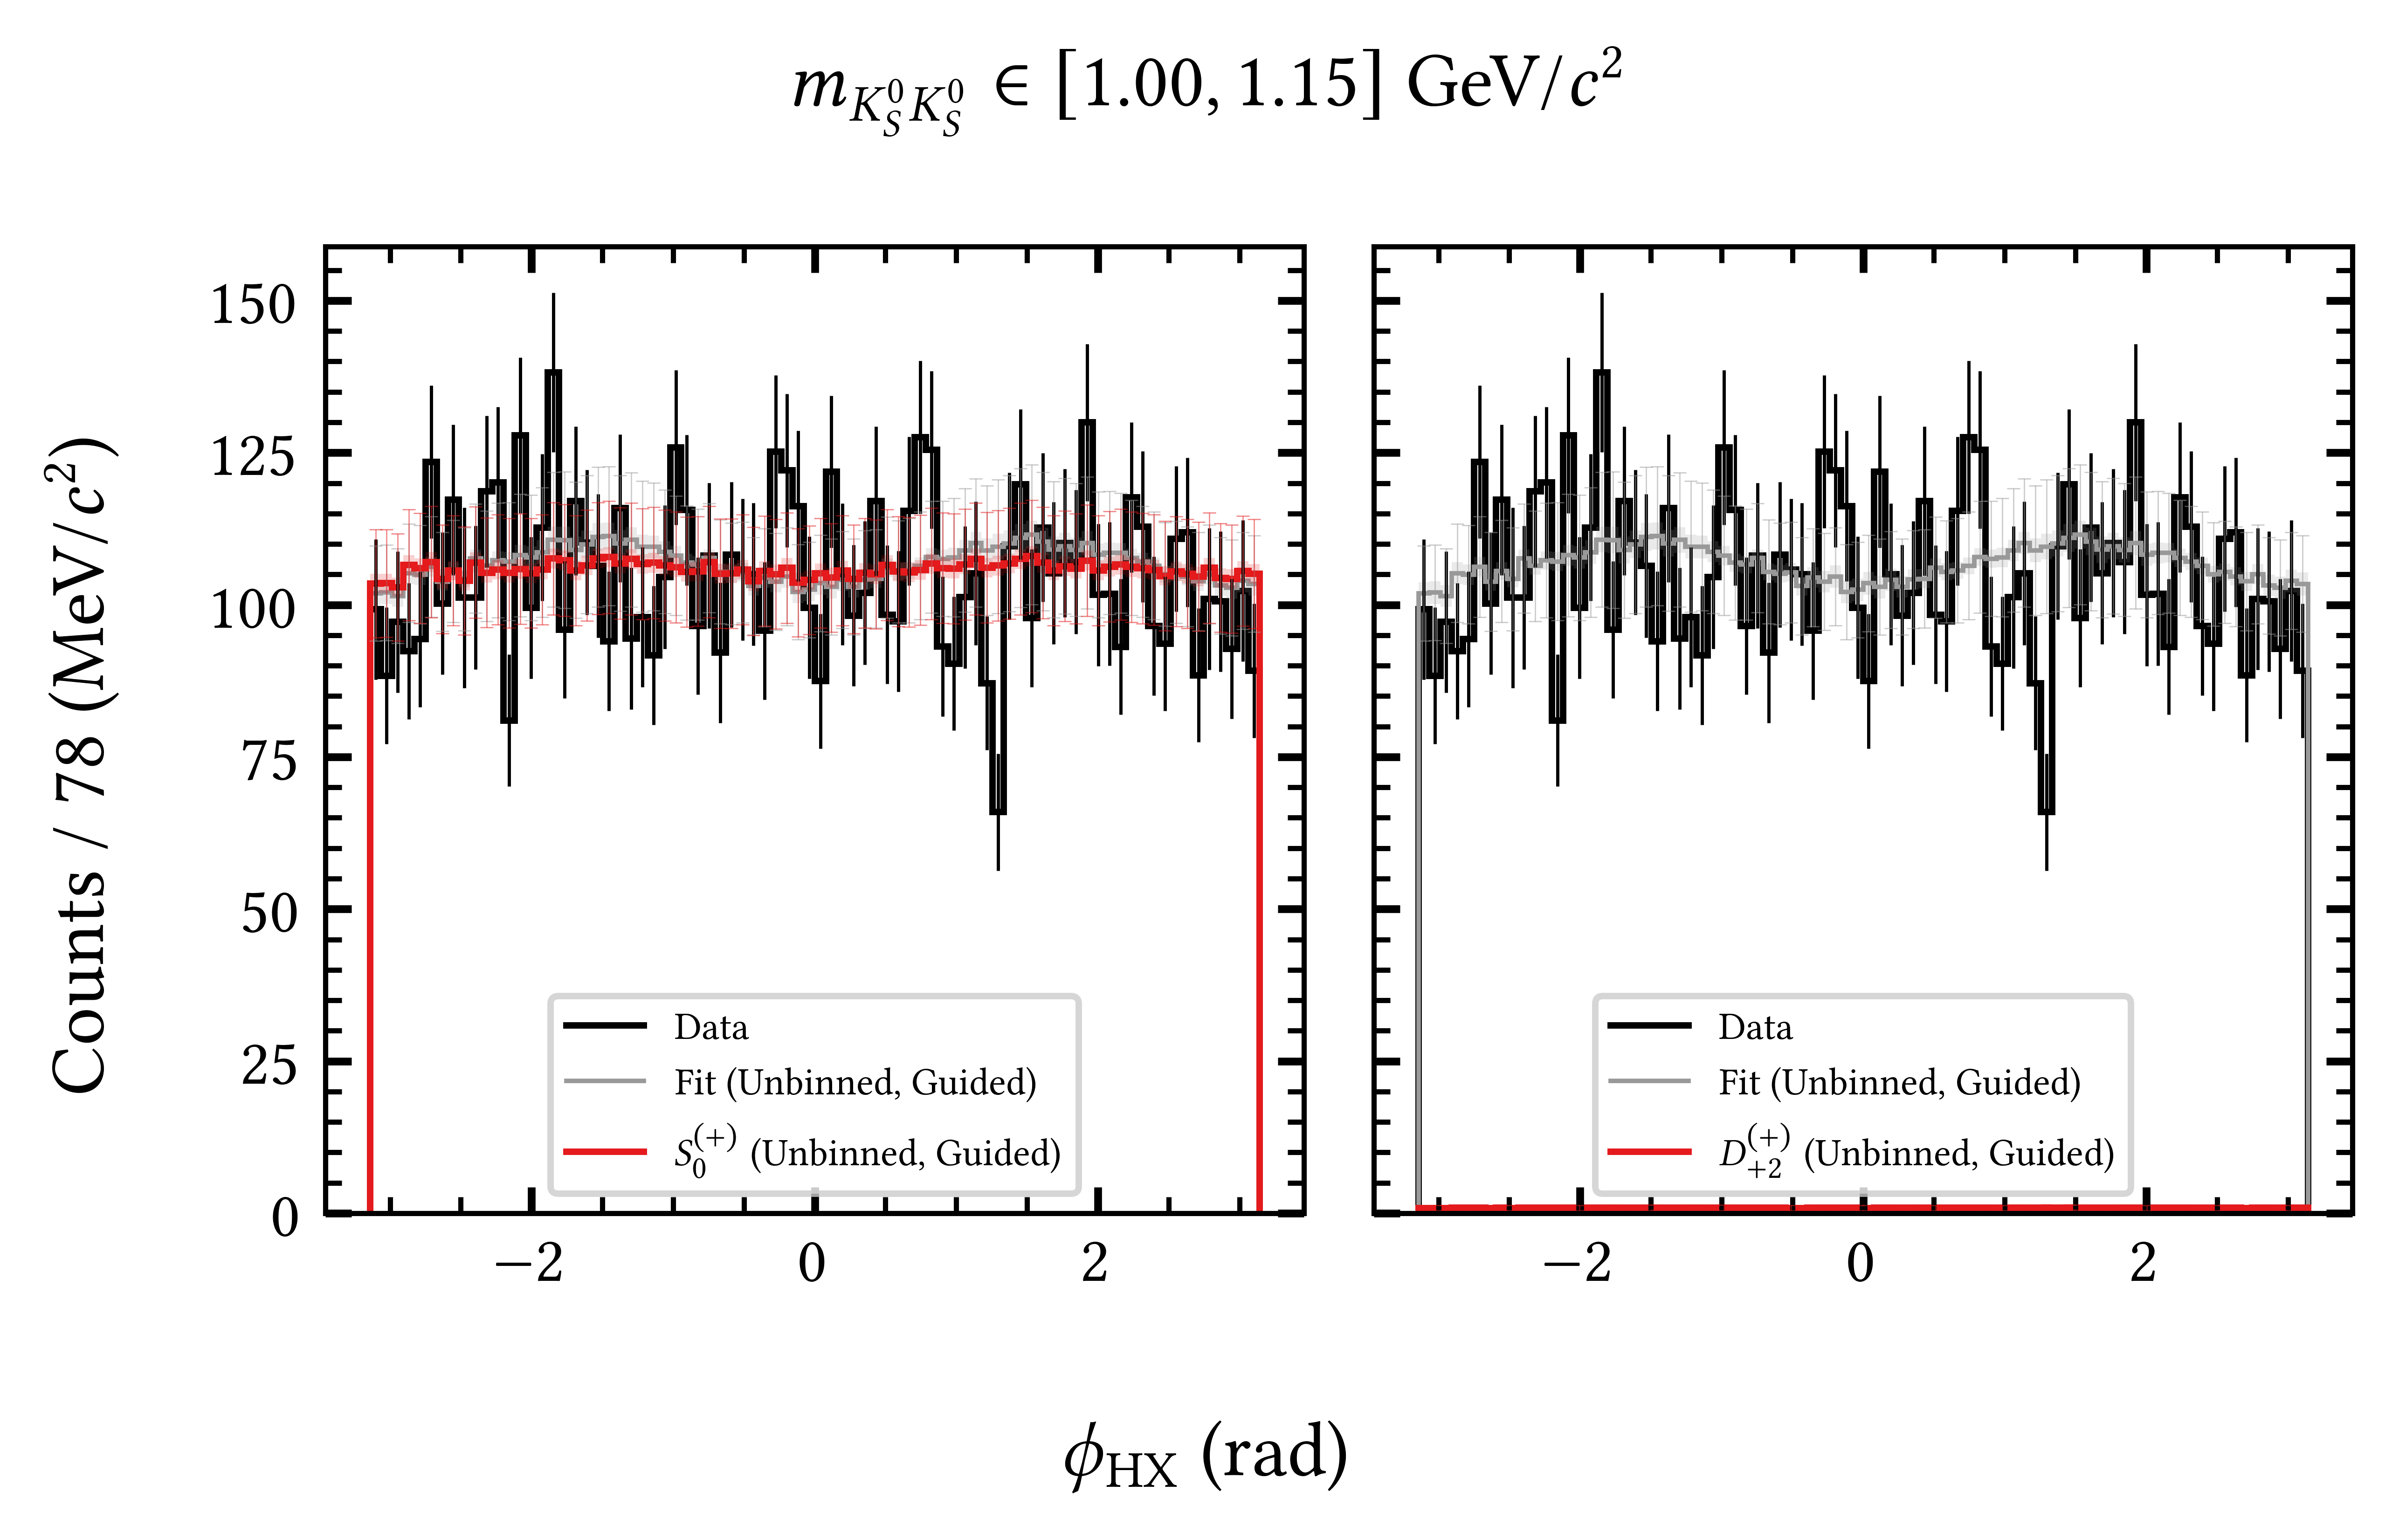 m_{K_S^0 K_S^0} ∈ [1.00, 1.15] GeV/c²
Counts / 78 (MeV/c²)
150
125
100
75
50
25
0
Data
Fit (Unbinned, Guided)
S_0^{(+)} (Unbinned, Guided)
−2
0
2
Data
Fit (Unbinned, Guided)
D_{+2}^{(+)} (Unbinned, Guided)
−2
0
2
ϕ_{HX} (rad)